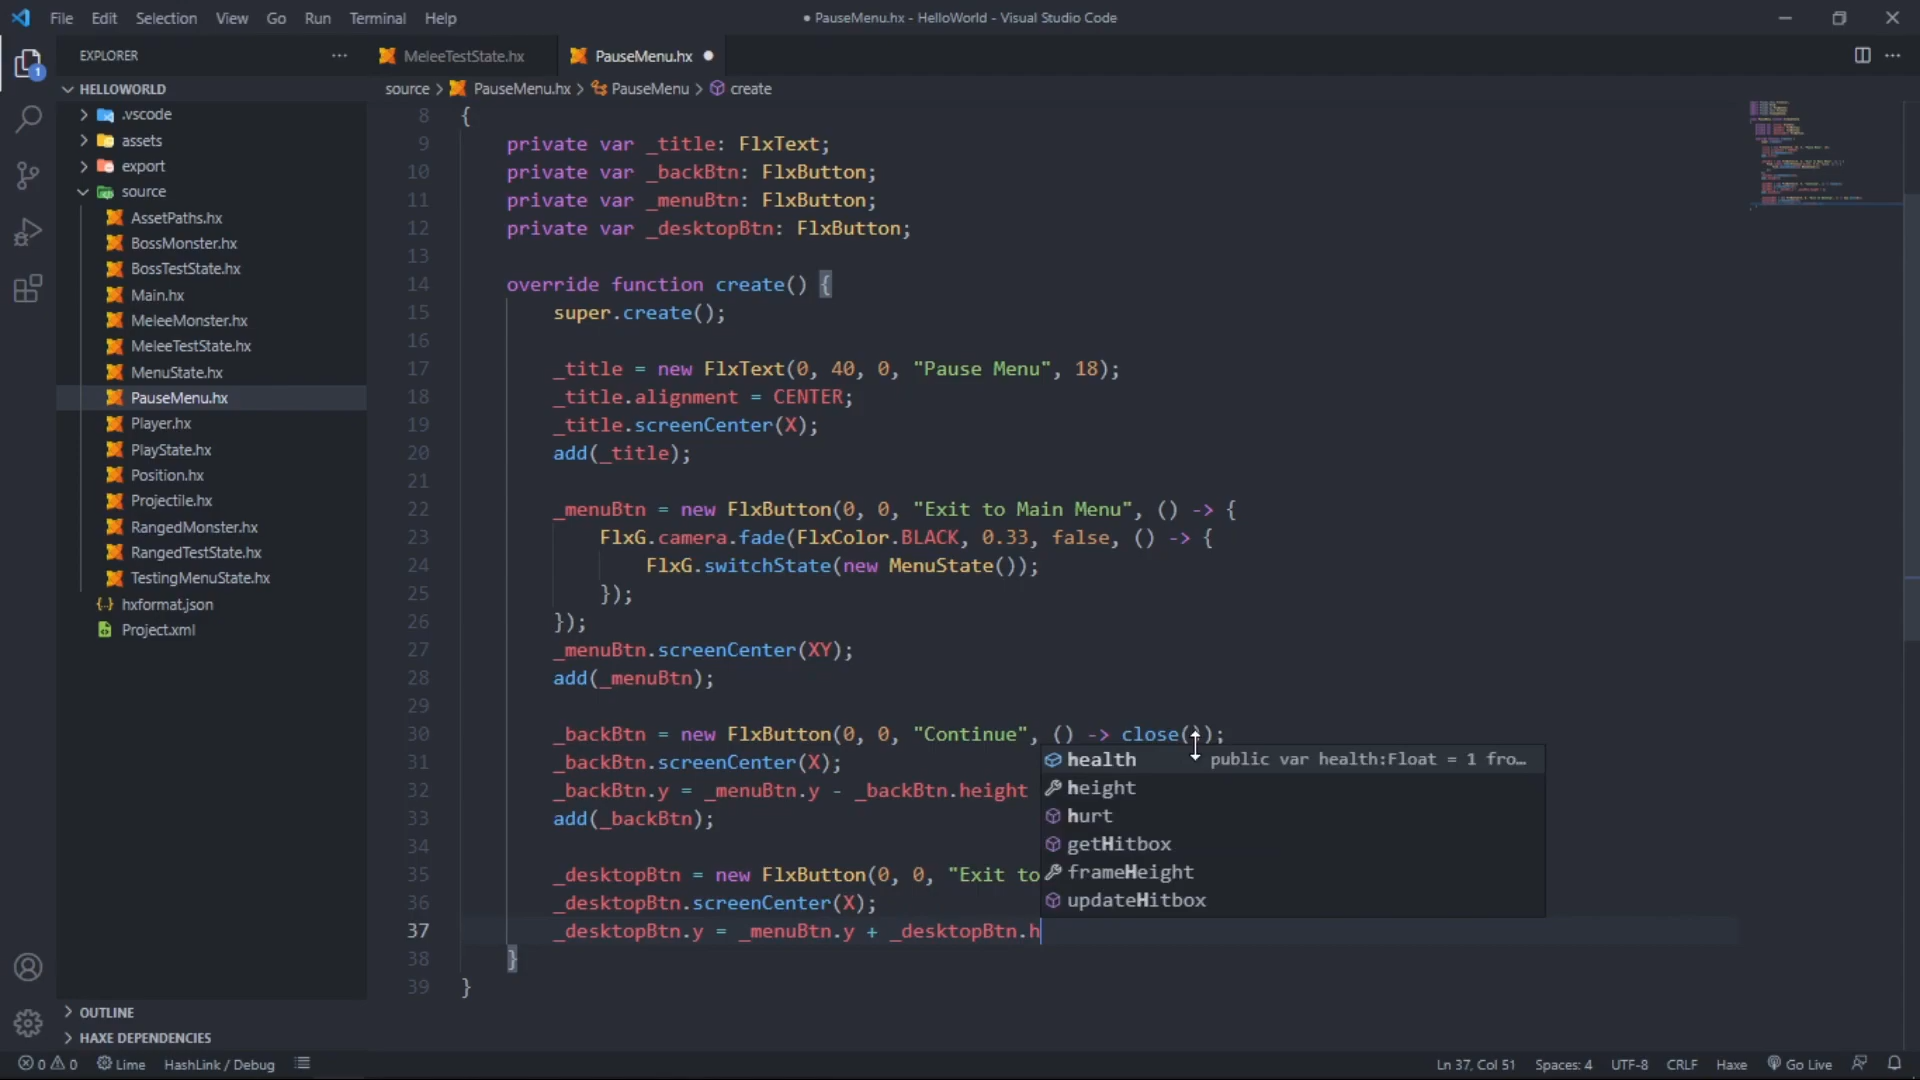 File Edit Selection View Go Run Terminal Help
● PauseMenu.hx - HelloWorld - Visual Studio Code
EXPLORER
MeleeTestState.hx
PauseMenu.hx
1
HELLOWORLD
source > PauseMenu.hx > PauseMenu > create
.vscode
assets
export
source
AssetPaths.hx
BossMonster.hx
BossTestState.hx
Main.hx
MeleeMonster.hx
MeleeTestState.hx
MenuState.hx
PauseMenu.hx
Player.hx
PlayState.hx
Position.hx
Projectile.hx
RangedMonster.hx
RangedTestState.hx
TestingMenuState.hx
hxformat.json
Project.xml
OUTLINE
HAXE DEPENDENCIES
8 {
9 private var _title: FlxText;
10 private var _backBtn: FlxButton;
11 private var _menuBtn: FlxButton;
12 private var _desktopBtn: FlxButton;
13
14 override function create() {
15 super.create();
16
17 _title = new FlxText(0, 40, 0, "Pause Menu", 18);
18 _title.alignment = CENTER;
19 _title.screenCenter(X);
20 add(_title);
21
22 _menuBtn = new FlxButton(0, 0, "Exit to Main Menu", () -> {
23 FlxG.camera.fade(FlxColor.BLACK, 0.33, false, () -> {
24 FlxG.switchState(new MenuState());
25 });
26 });
27 _menuBtn.screenCenter(XY);
28 add(_menuBtn);
29
30 _backBtn = new FlxButton(0, 0, "Continue", () -> close());
31 _backBtn.screenCenter(X);
32 _backBtn.y = _menuBtn.y - _backBtn.height
33 add(_backBtn);
34
35 _desktopBtn = new FlxButton(0, 0, "Exit to
36 _desktopBtn.screenCenter(X);
37 _desktopBtn.y = _menuBtn.y + _desktopBtn.h
38 }
39 }
health public var health:Float = 1 fro...
height
hurt
getHitbox
frameHeight
updateHitbox
0 0 Lime HashLink / Debug
Ln 37, Col 51 Spaces: 4 UTF-8 CRLF Haxe Go Live